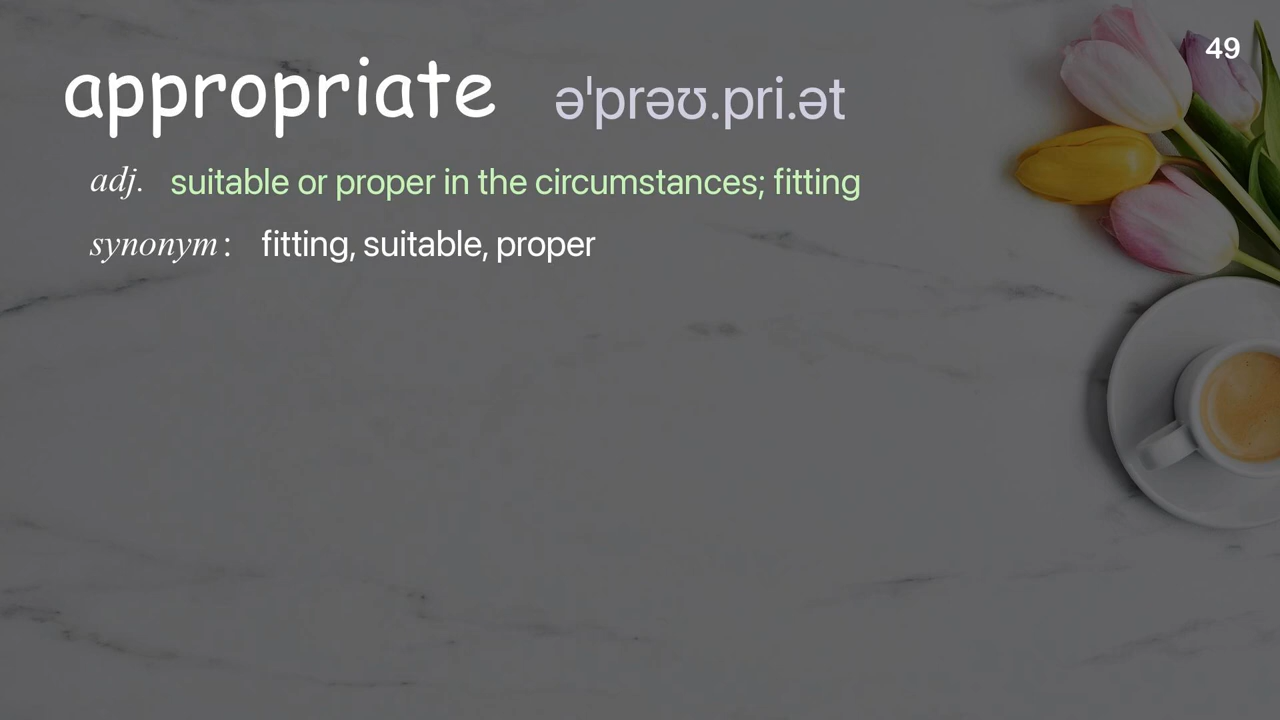 49
appropriate əˈprəʊ.pri.ət
adj. suitable or proper in the circumstances; fitting
synonym: fitting, suitable, proper